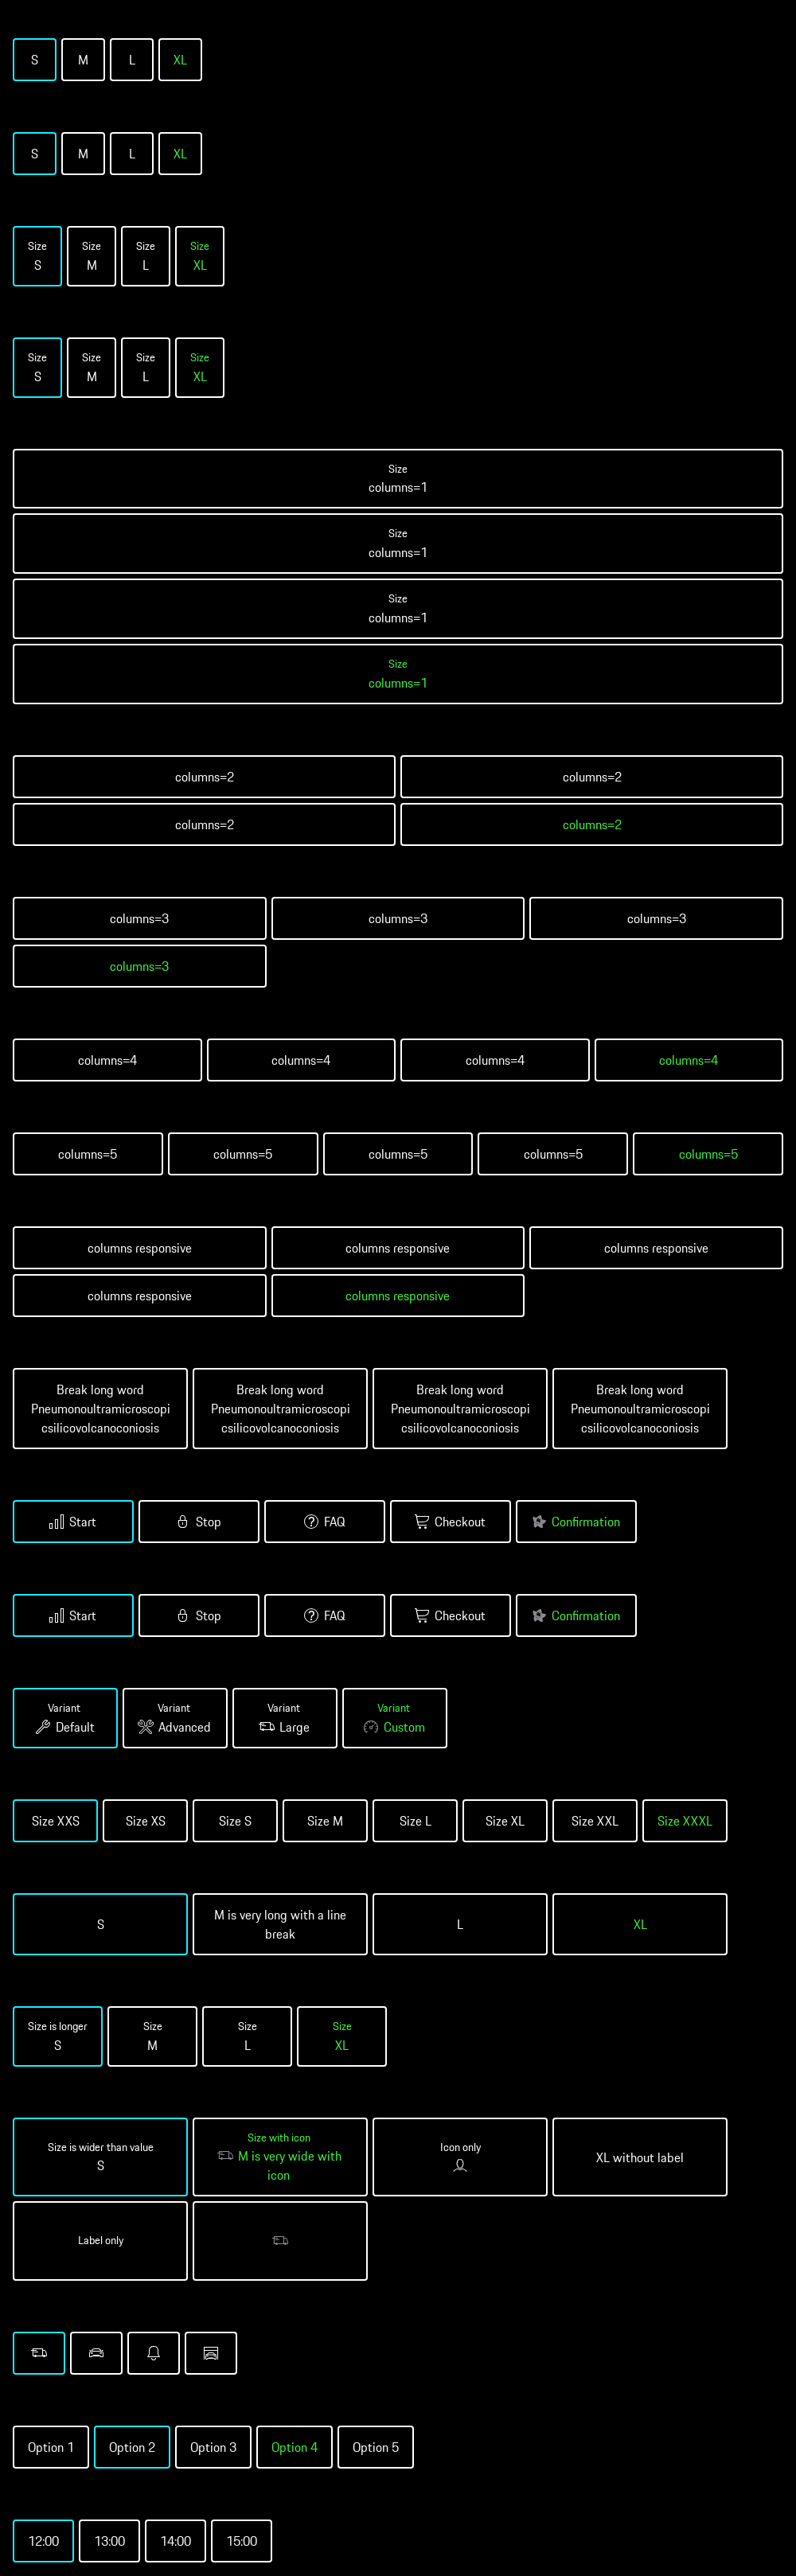 S M L XL
S M L XL
Size Size Size Size
S M L XL
Size Size Size Size
S M L XL
Size
columns=1
Size
columns=1
Size
columns=1
Size
columns=1
columns=2 columns=2
columns=2 columns=2
columns=3 columns=3 columns=3
columns=3
columns=4 columns=4 columns=4 columns=4
columns=5 columns=5 columns=5 columns=5 columns=5
columns responsive columns responsive columns responsive
columns responsive columns responsive
Break long word Break long word Break long word Break long word
Pneumonoultramicroscopi Pneumonoultramicroscopi Pneumonoultramicroscopi Pneumonoultramicroscopi
csilicovolcanoconiosis csilicovolcanoconiosis csilicovolcanoconiosis csilicovolcanoconiosis
Start Stop FAQ Checkout Confirmation
Start Stop FAQ Checkout Confirmation
Variant Variant Variant Variant
Default Advanced Large Custom
Size XXS Size XS Size S Size M Size L Size XL Size XXL Size XXXL
S M is very long with a line L XL
break
Size is longer Size Size Size
S M L XL
Size is wider than value Size with icon Icon only XL without label
S M is very wide with
icon
Label only
Option 1 Option 2 Option 3 Option 4 Option 5
12:00 13:00 14:00 15:00